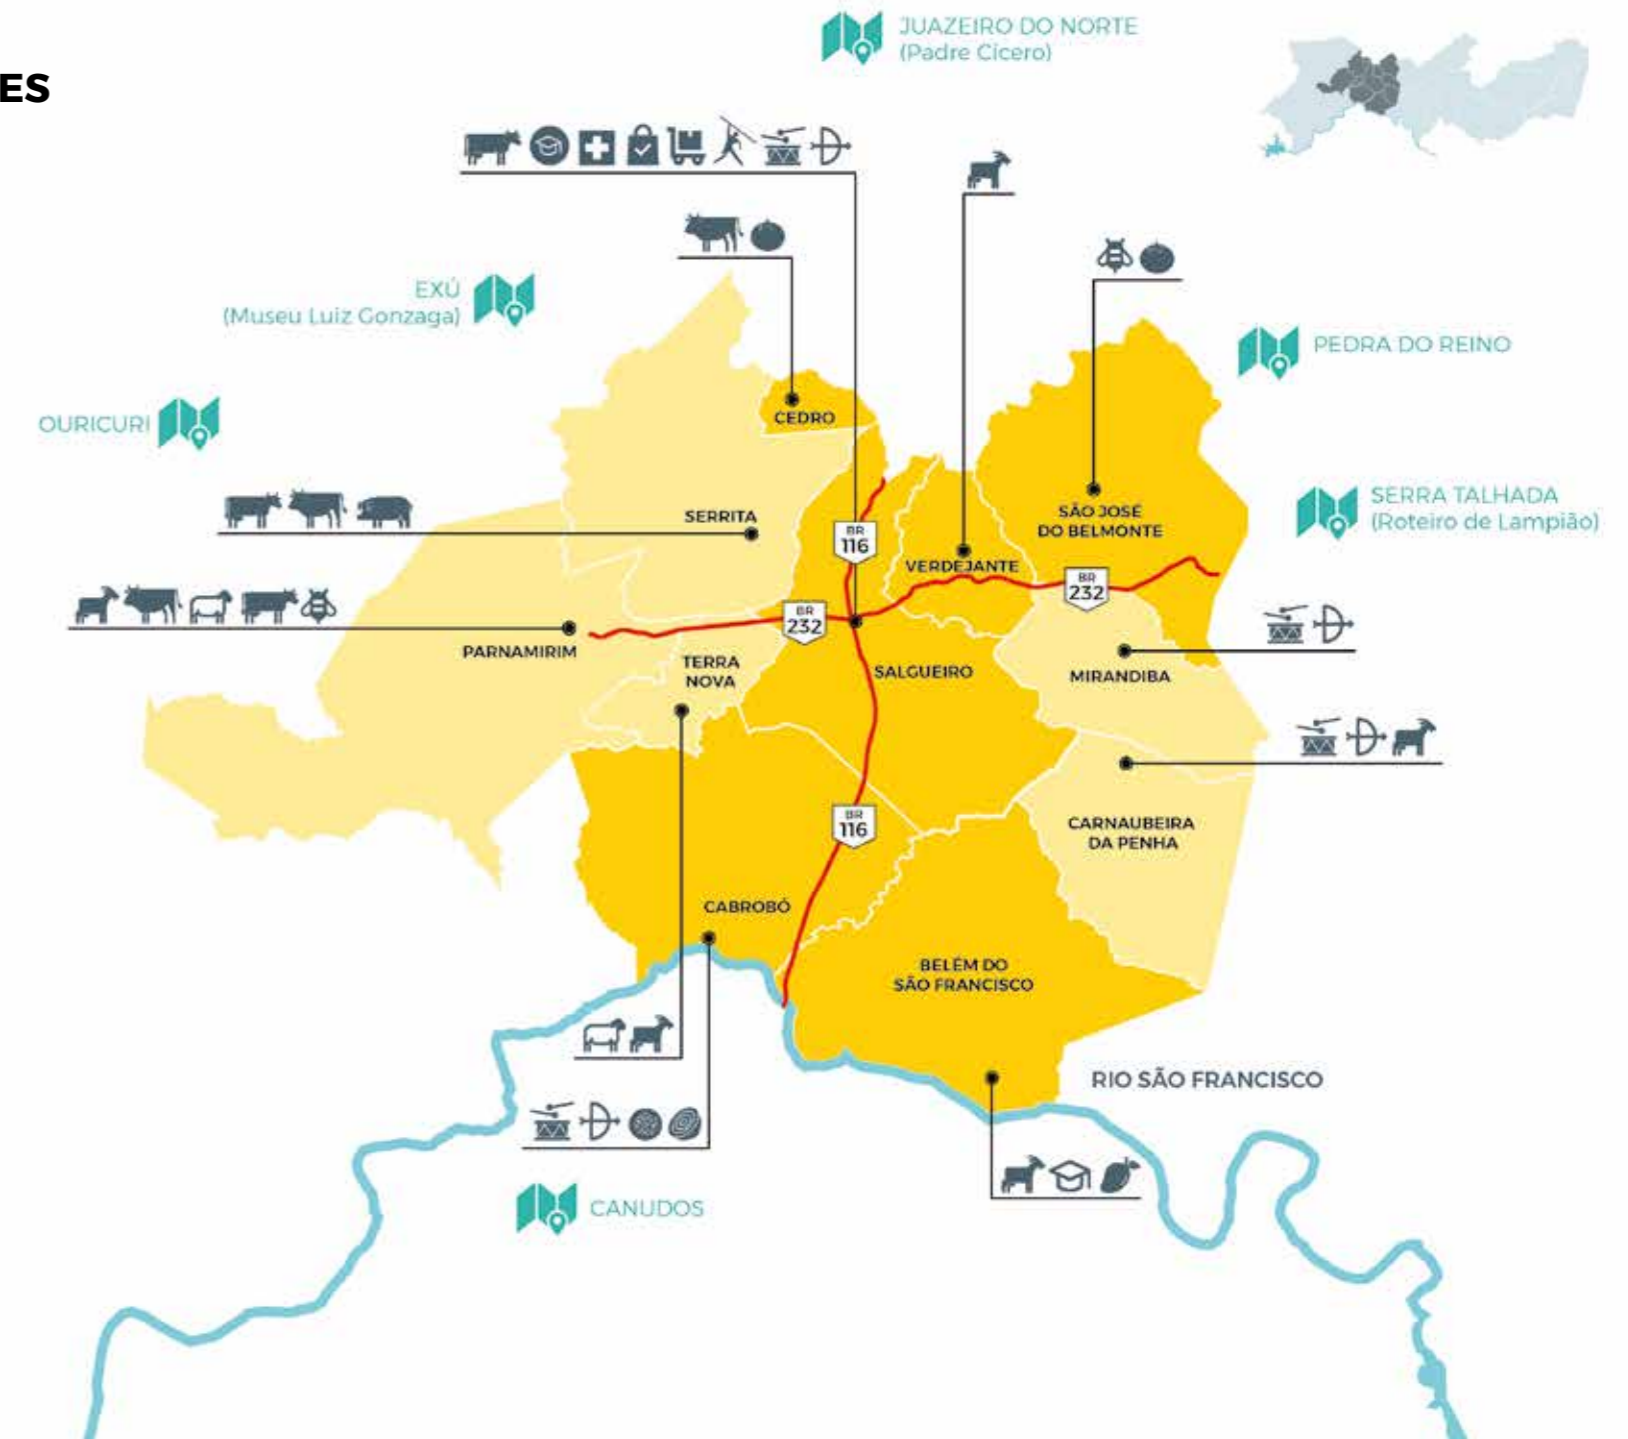 JUAZEIRO DO NORTE
(Padre Cícero)
ES
EXÚ
(Museu Luiz Gonzaga)
PEDRA DO REINO
OURICURI
CEDRO
SERRA TALHADA
(Roteiro de Lampião)
SERRITA
SÃO JOSÉ
DO BELMONTE
BR
116
VERDEJANTE
BR
232
BR
232
PARNAMIRIM
TERRA
NOVA
SALGUEIRO
MIRANDIBA
BR
116
CARNAUBEIRA
DA PENHA
CABROBÓ
BELÉM DO
SÃO FRANCISCO
RIO SÃO FRANCISCO
CANUDOS